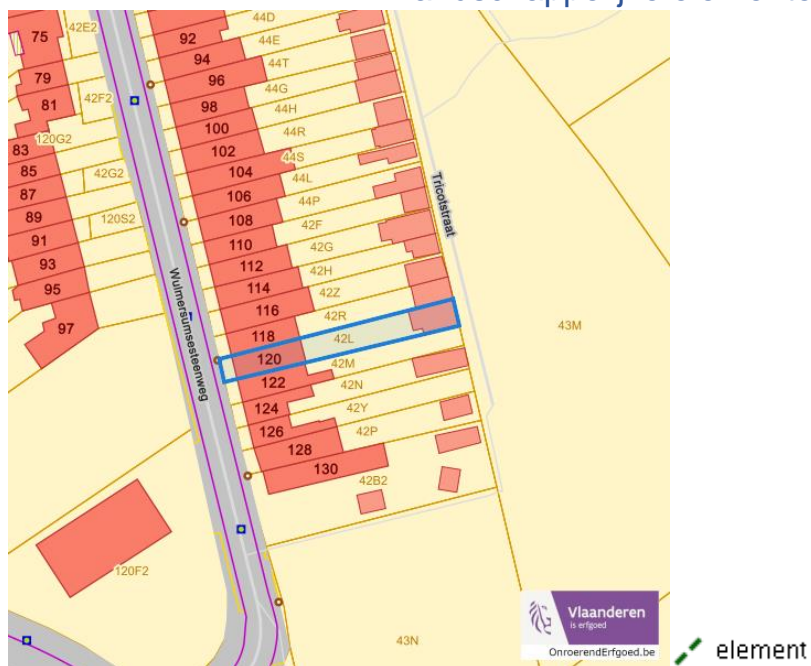 75
79
81
83
85
87
89
91
93
95
97
42E2
42F2
120G2
42G2
120S2
92
94
96
98
100
102
104
106
108
110
112
114
116
118
120
122
124
126
128
130
44D
44E
44T
44G
44H
44R
44S
44L
44P
42F
42G
42H
42Z
42R
42L
42M
42N
42Y
42P
42B2
Wulmersumsesteenweg
Tricotstraat
43M
120F2
43N
Vlaanderen
is erfgoed
OnroerendErfgoed.be
element